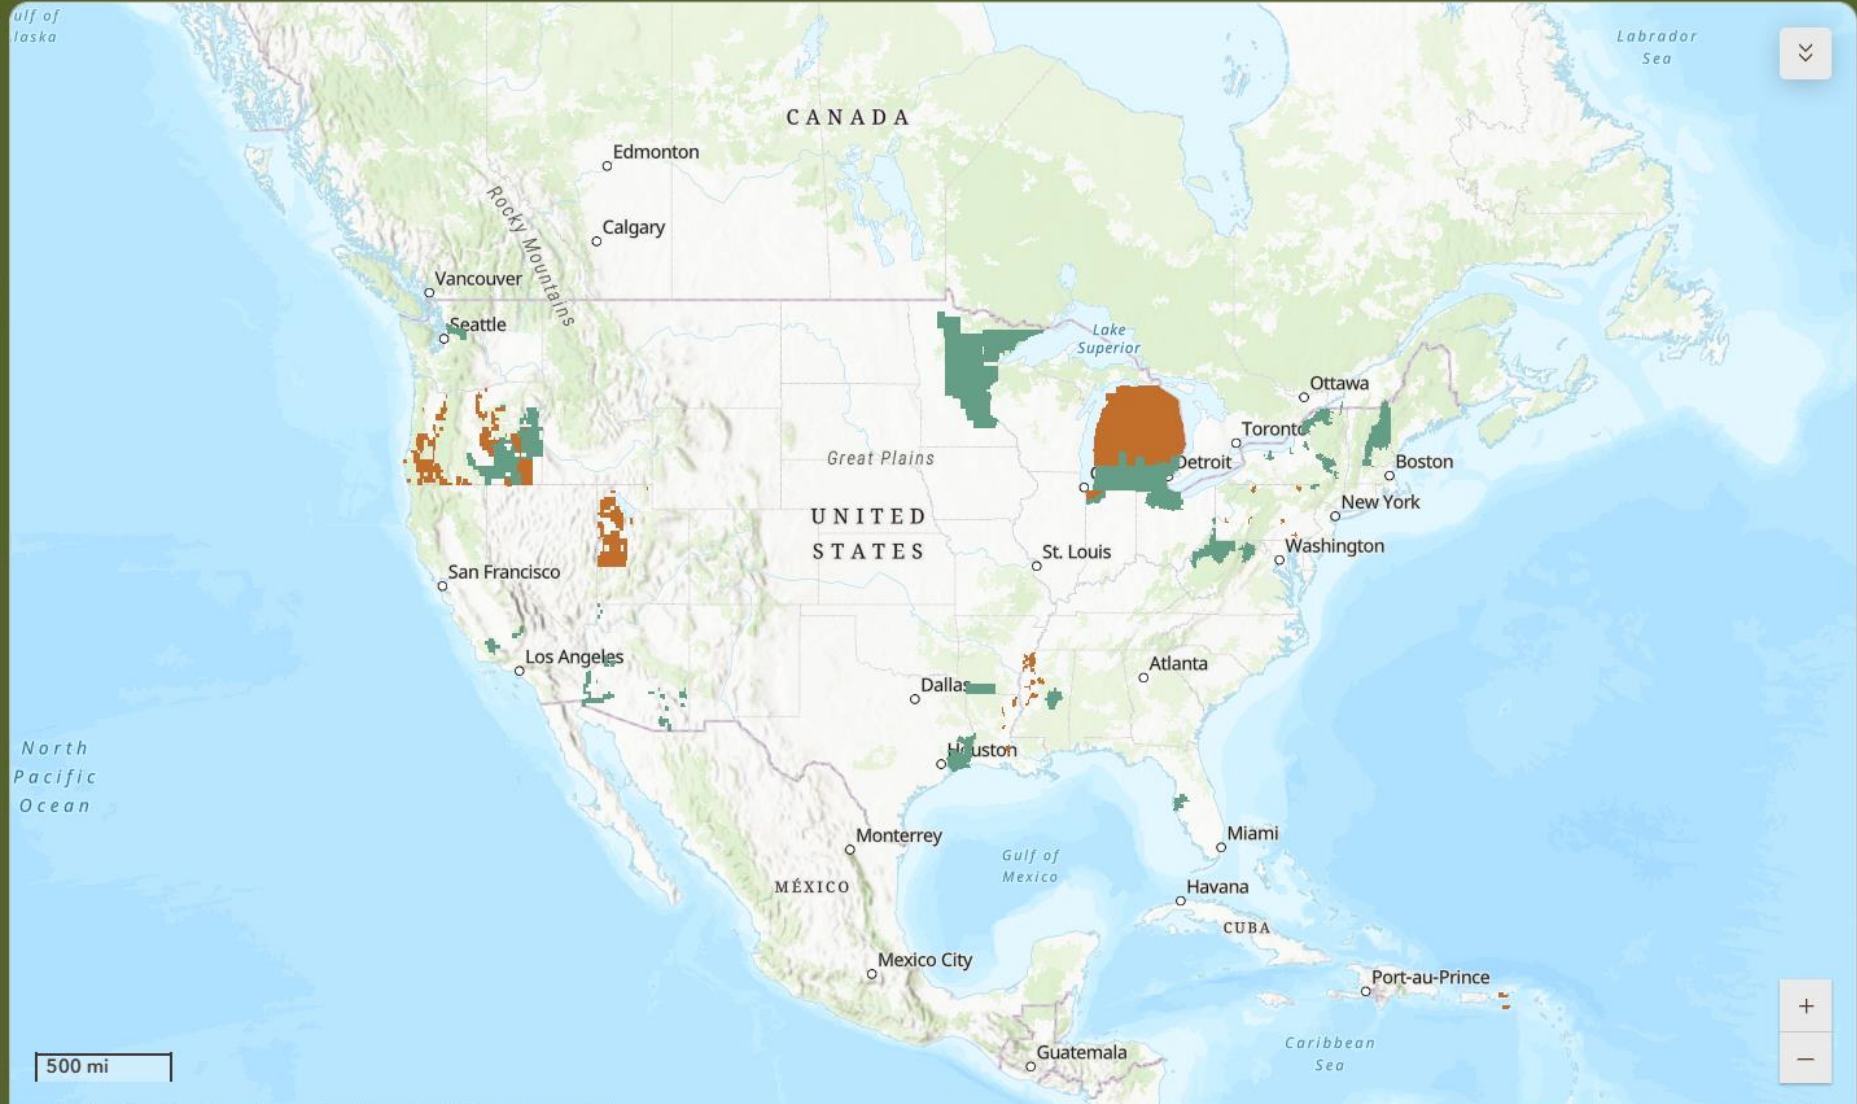 ulf of
laska
Labrador
Sea
CANADA
Edmonton
Rocky Mountains
Calgary
Vancouver
Seattle
Lake
Superior
Ottawa
Toronto
Great Plains
Detroit
Boston
New York
UNITED
STATES
St. Louis
Washington
San Francisco
Los Angeles
Atlanta
Dallas
North
Pacific
Ocean
Houston
Monterrey
Miami
Gulf of
Mexico
MÉXICO
Havana
CUBA
Mexico City
Port-au-Prince
+
Guatemala
Caribbean
Sea
−
500 mi